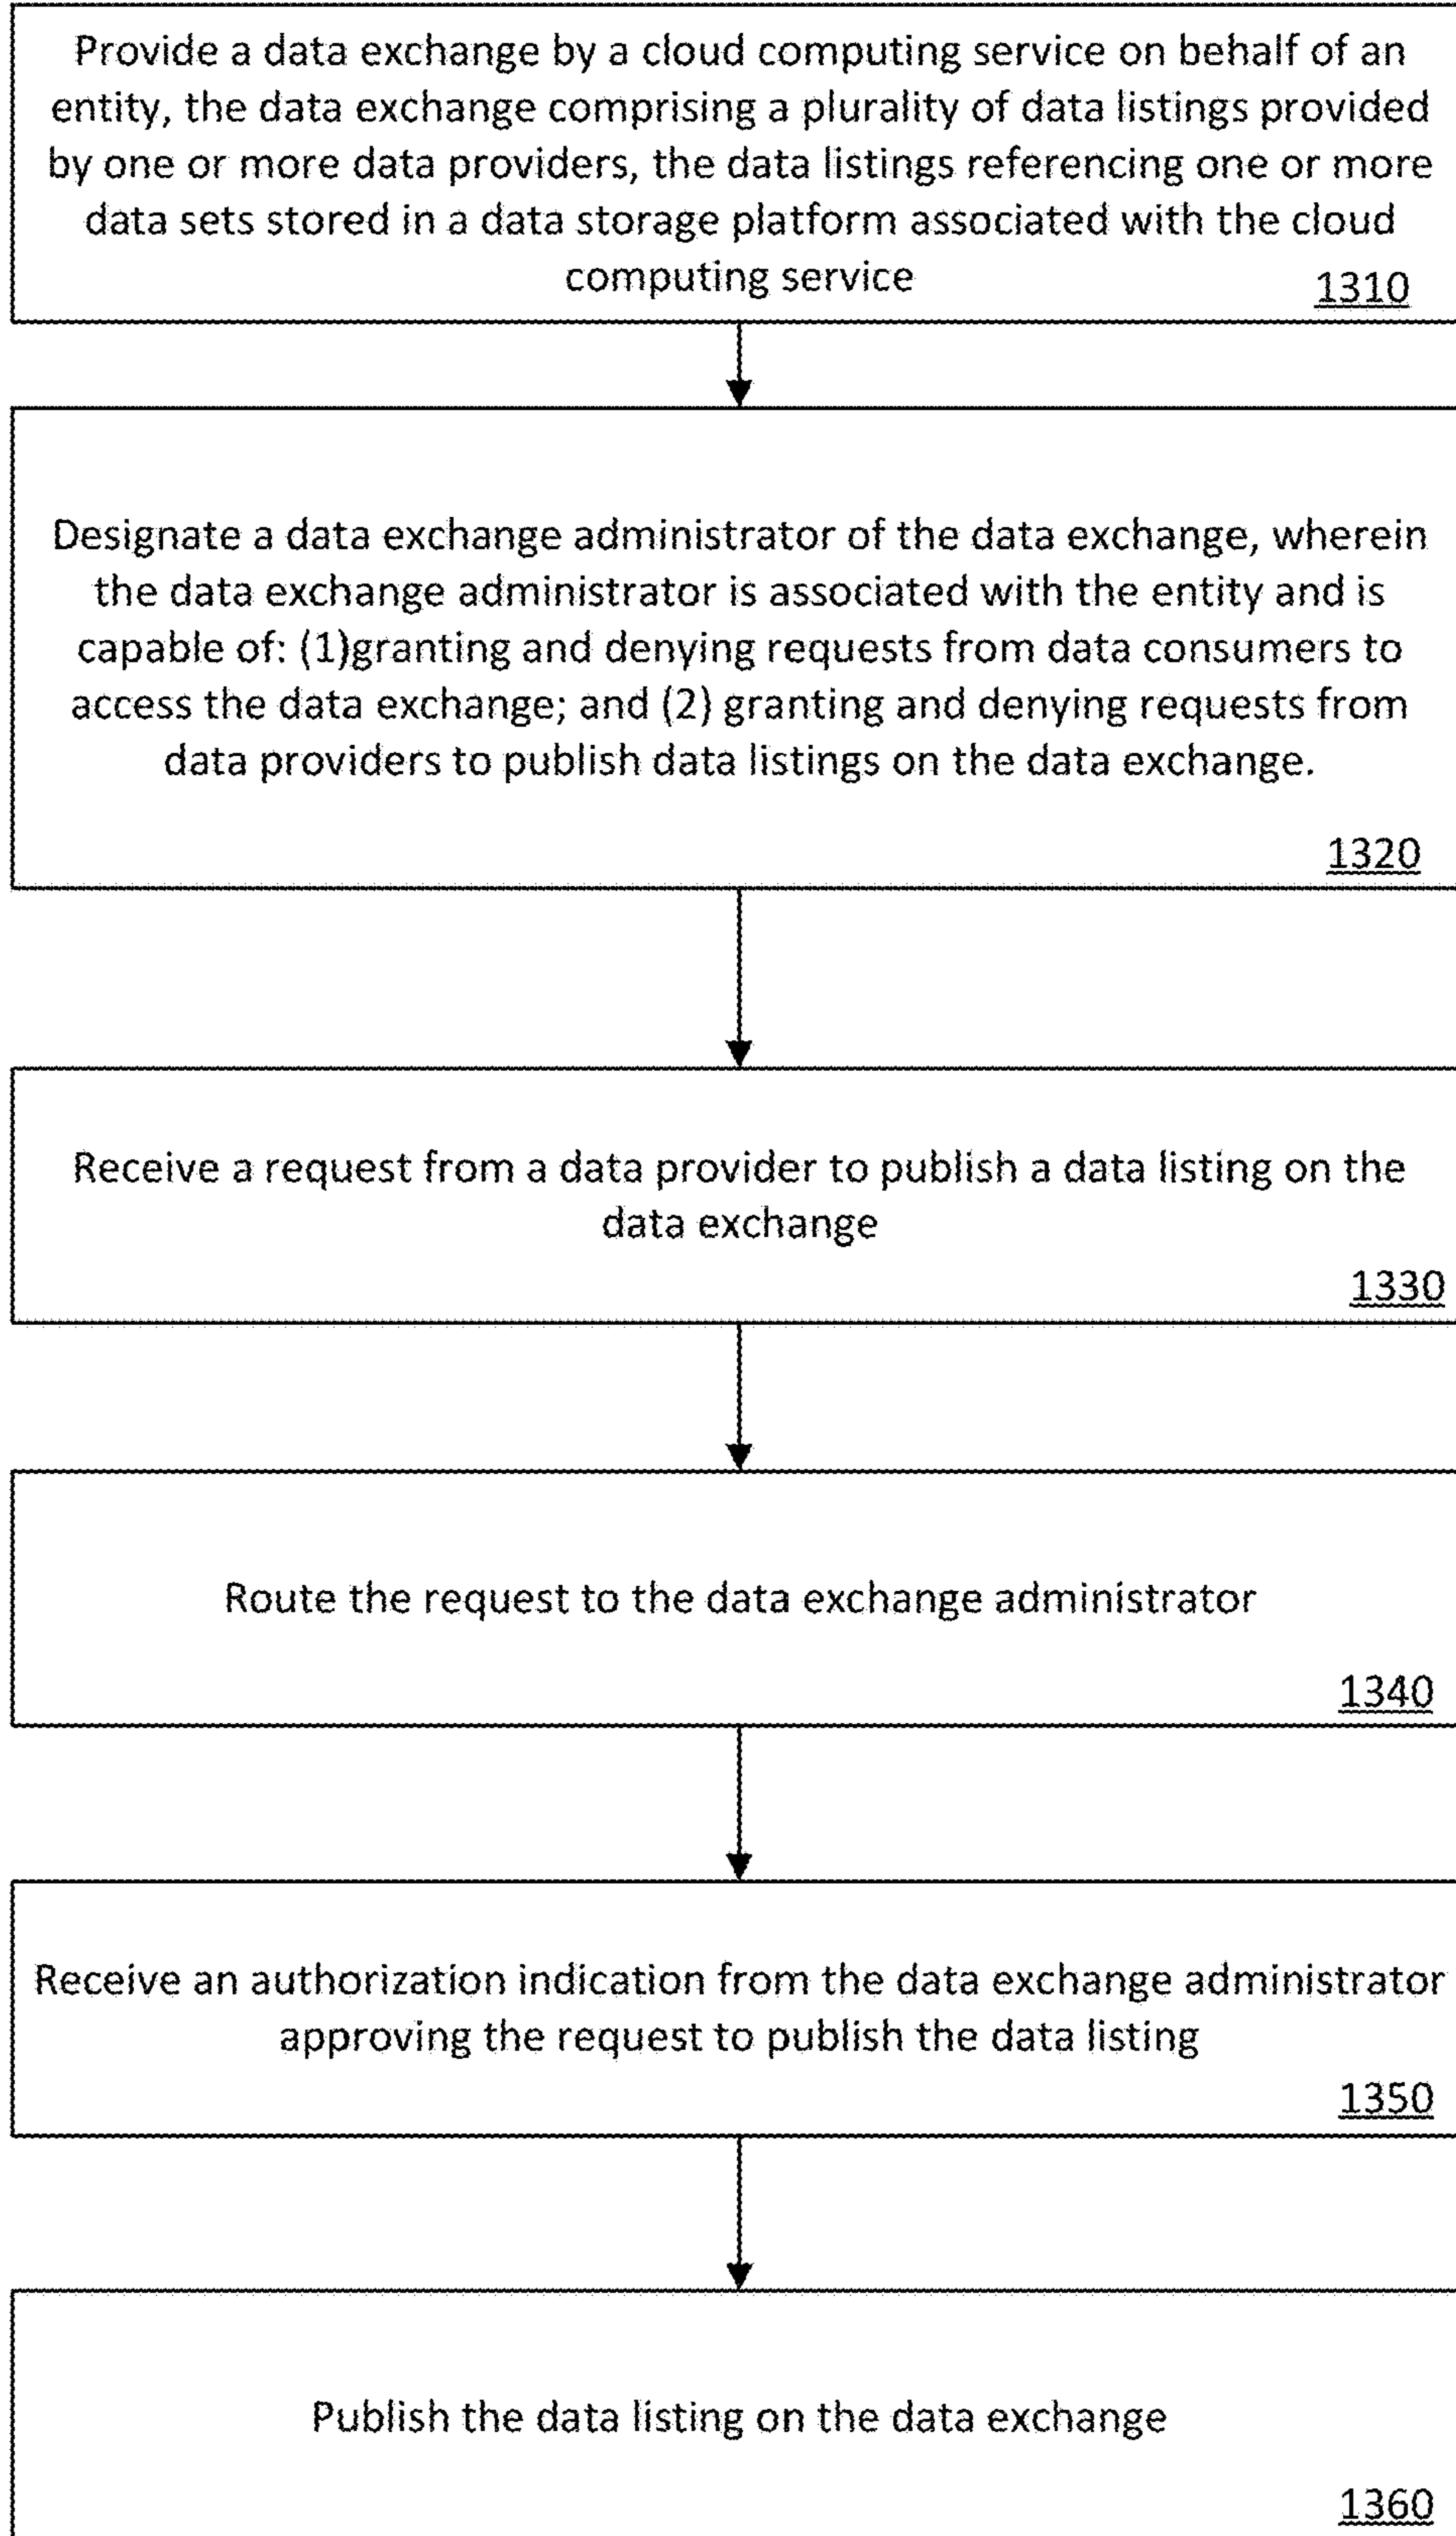 Provide a data exchange by a cloud computing service on behalf of an
entity, the data exchange comprising a plurality of data listings provided
by one or more data providers, the data listings referencing one or more
data sets stored in a data storage platform associated with the cloud
computing service
1310
Designate a data exchange administrator of the data exchange, wherein
the data exchange administrator is associated with the entity and is
capable of: (1)granting and denying requests from data consumers to
access the data exchange; and (2) granting and denying requests from
data providers to publish data listings on the data exchange.
1320
Receive a request from a data provider to publish a data listing on the
data exchange
1330
Route the request to the data exchange administrator
1340
Receive an authorization indication from the data exchange administrator
approving the request to publish the data listing
1350
Publish the data listing on the data exchange
1360